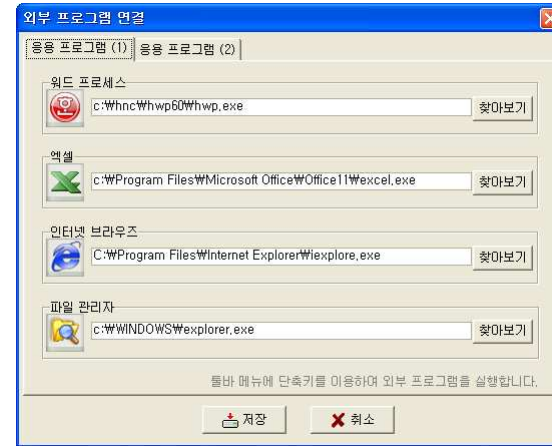 외부 프로그램 연결
응용 프로그램 (1) 응용 프로그램 (2)
워드 프로세스
c:₩hnc₩hwp60₩hwp,exe 찾아보기
엑셀
c:₩Program Files₩Microsoft Office₩Office11₩excel,exe 찾아보기
인터넷 브라우즈
C:₩Program Files₩Internet Explorer₩iexplore,exe 찾아보기
파일 관리자
c:₩WINDOWS₩explorer,exe 찾아보기
툴바 메뉴에 단축키를 이용하여 외부 프로그램을 실행합니다.
저장 취소